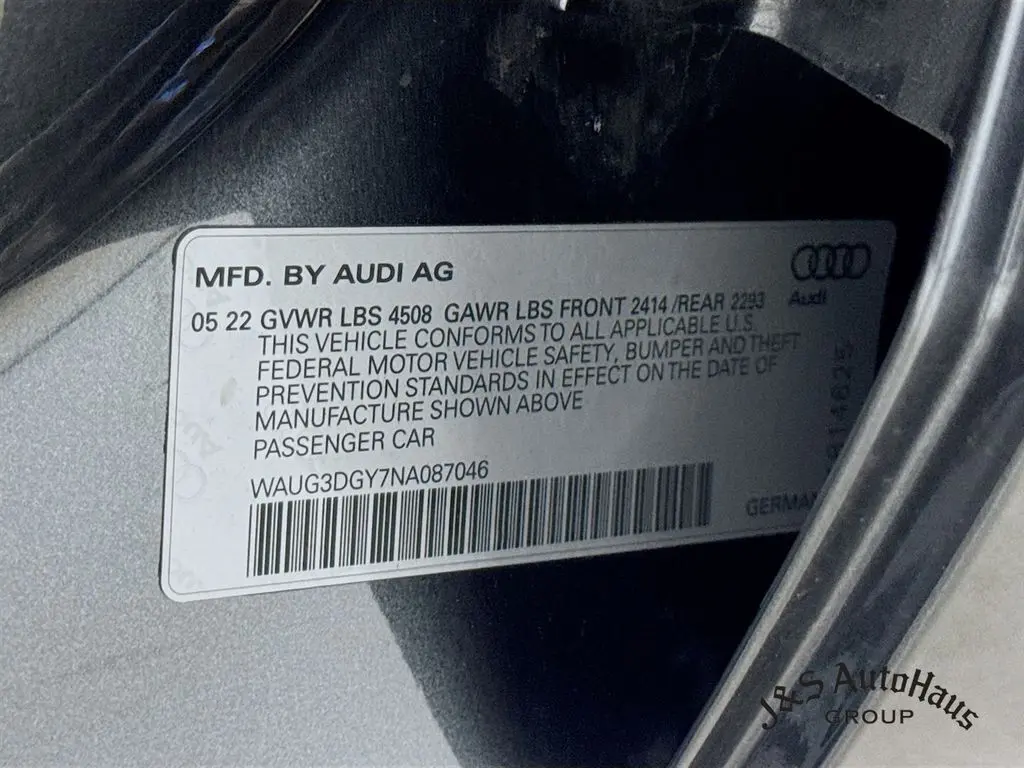 MFD. BY AUDI AG
Audi
05 22 GVWR LBS 4508 GAWR LBS FRONT 2414 /REAR 2293
THIS VEHICLE CONFORMS TO ALL APPLICABLE U.S.
FEDERAL MOTOR VEHICLE SAFETY, BUMPER AND THEFT
PREVENTION STANDARDS IN EFFECT ON THE DATE OF
MANUFACTURE SHOWN ABOVE
PASSENGER CAR
WAUG3DGY7NA087046
GERMAN
J&S AutoHaus
GROUP